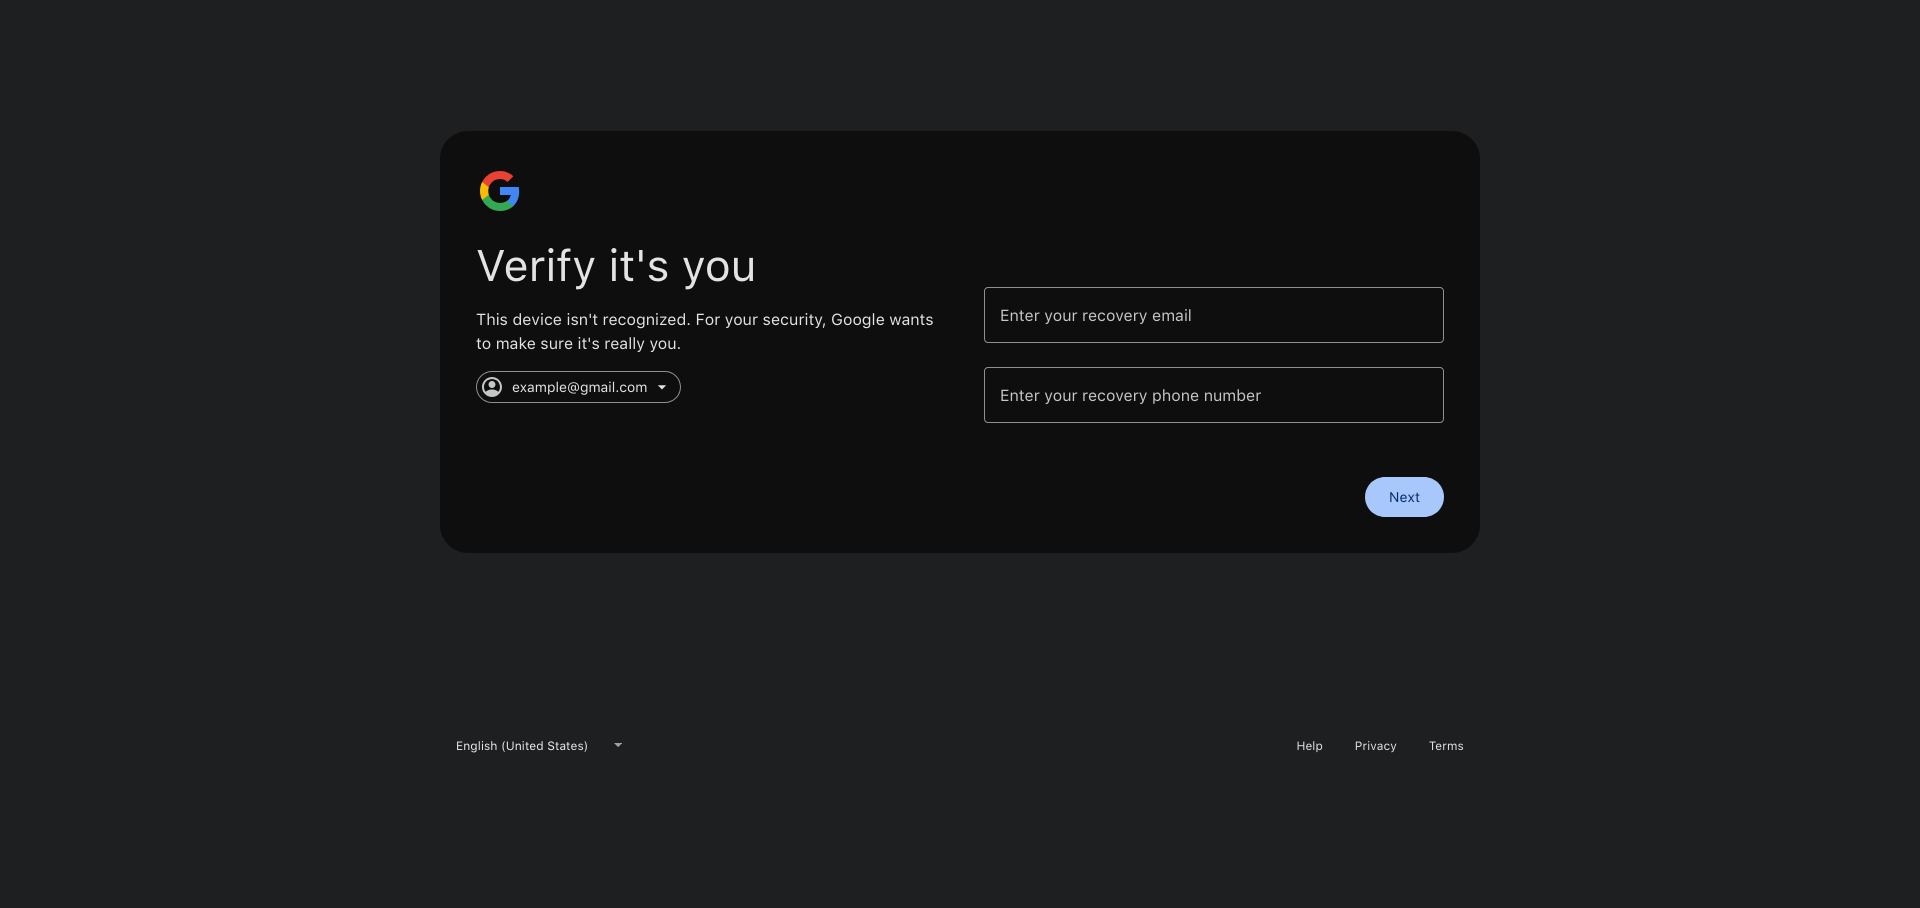 Verify it's you
This device isn't recognized. For your security, Google wants
to make sure it's really you.
example@gmail.com
Enter your recovery email
Enter your recovery phone number
Next
English (United States)
Help
Privacy
Terms